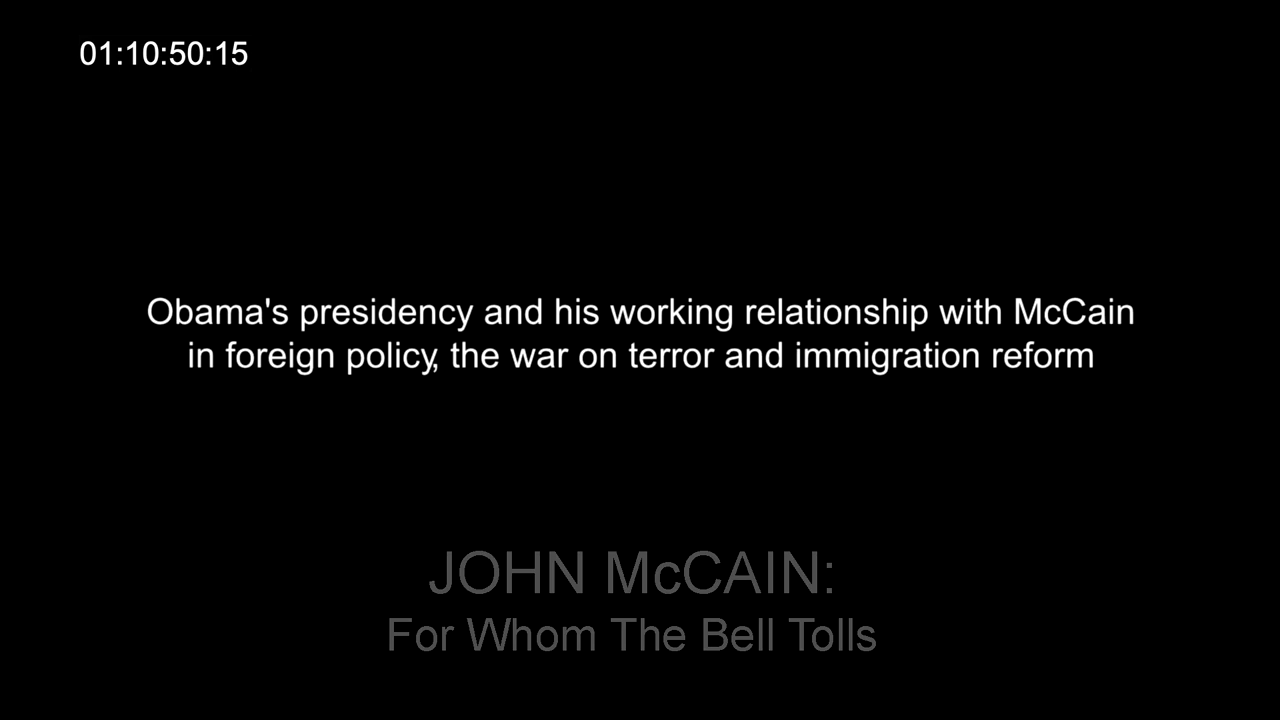 01:10:50:15
Obama's presidency and his working relationship with McCain
in foreign policy, the war on terror and immigration reform
JOHN McCAIN:
For Whom The Bell Tolls